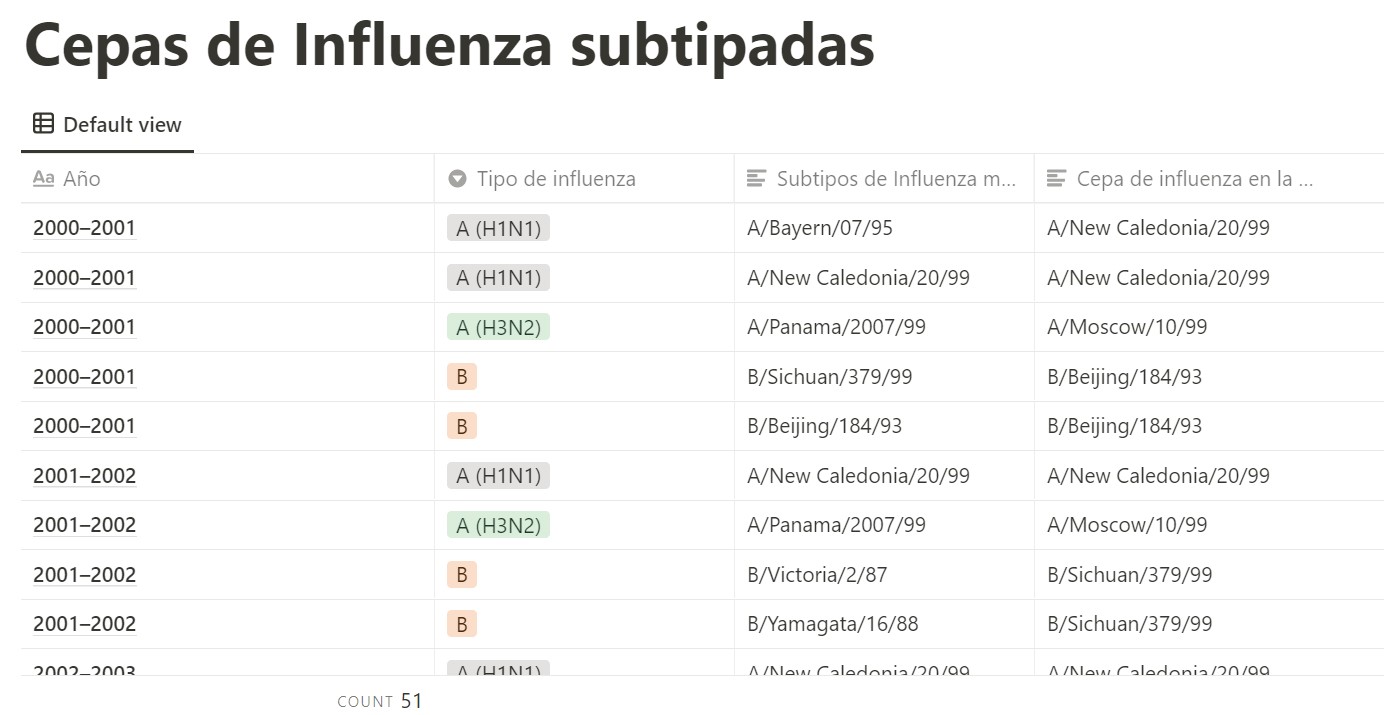 Cepas de Influenza subtipadas
Default view
Aa Año Tipo de influenza Subtipos de Influenza m... Cepa de influenza en la ...
2000–2001 A (H1N1) A/Bayern/07/95 A/New Caledonia/20/99
2000–2001 A (H1N1) A/New Caledonia/20/99 A/New Caledonia/20/99
2000–2001 A (H3N2) A/Panama/2007/99 A/Moscow/10/99
2000–2001 B B/Sichuan/379/99 B/Beijing/184/93
2000–2001 B B/Beijing/184/93 B/Beijing/184/93
2001–2002 A (H1N1) A/New Caledonia/20/99 A/New Caledonia/20/99
2001–2002 A (H3N2) A/Panama/2007/99 A/Moscow/10/99
2001–2002 B B/Victoria/2/87 B/Sichuan/379/99
2001–2002 B B/Yamagata/16/88 B/Sichuan/379/99
2002–2003 A (H1N1) A/New Caledonia/20/99 A/New Caledonia/20/99
COUNT 51